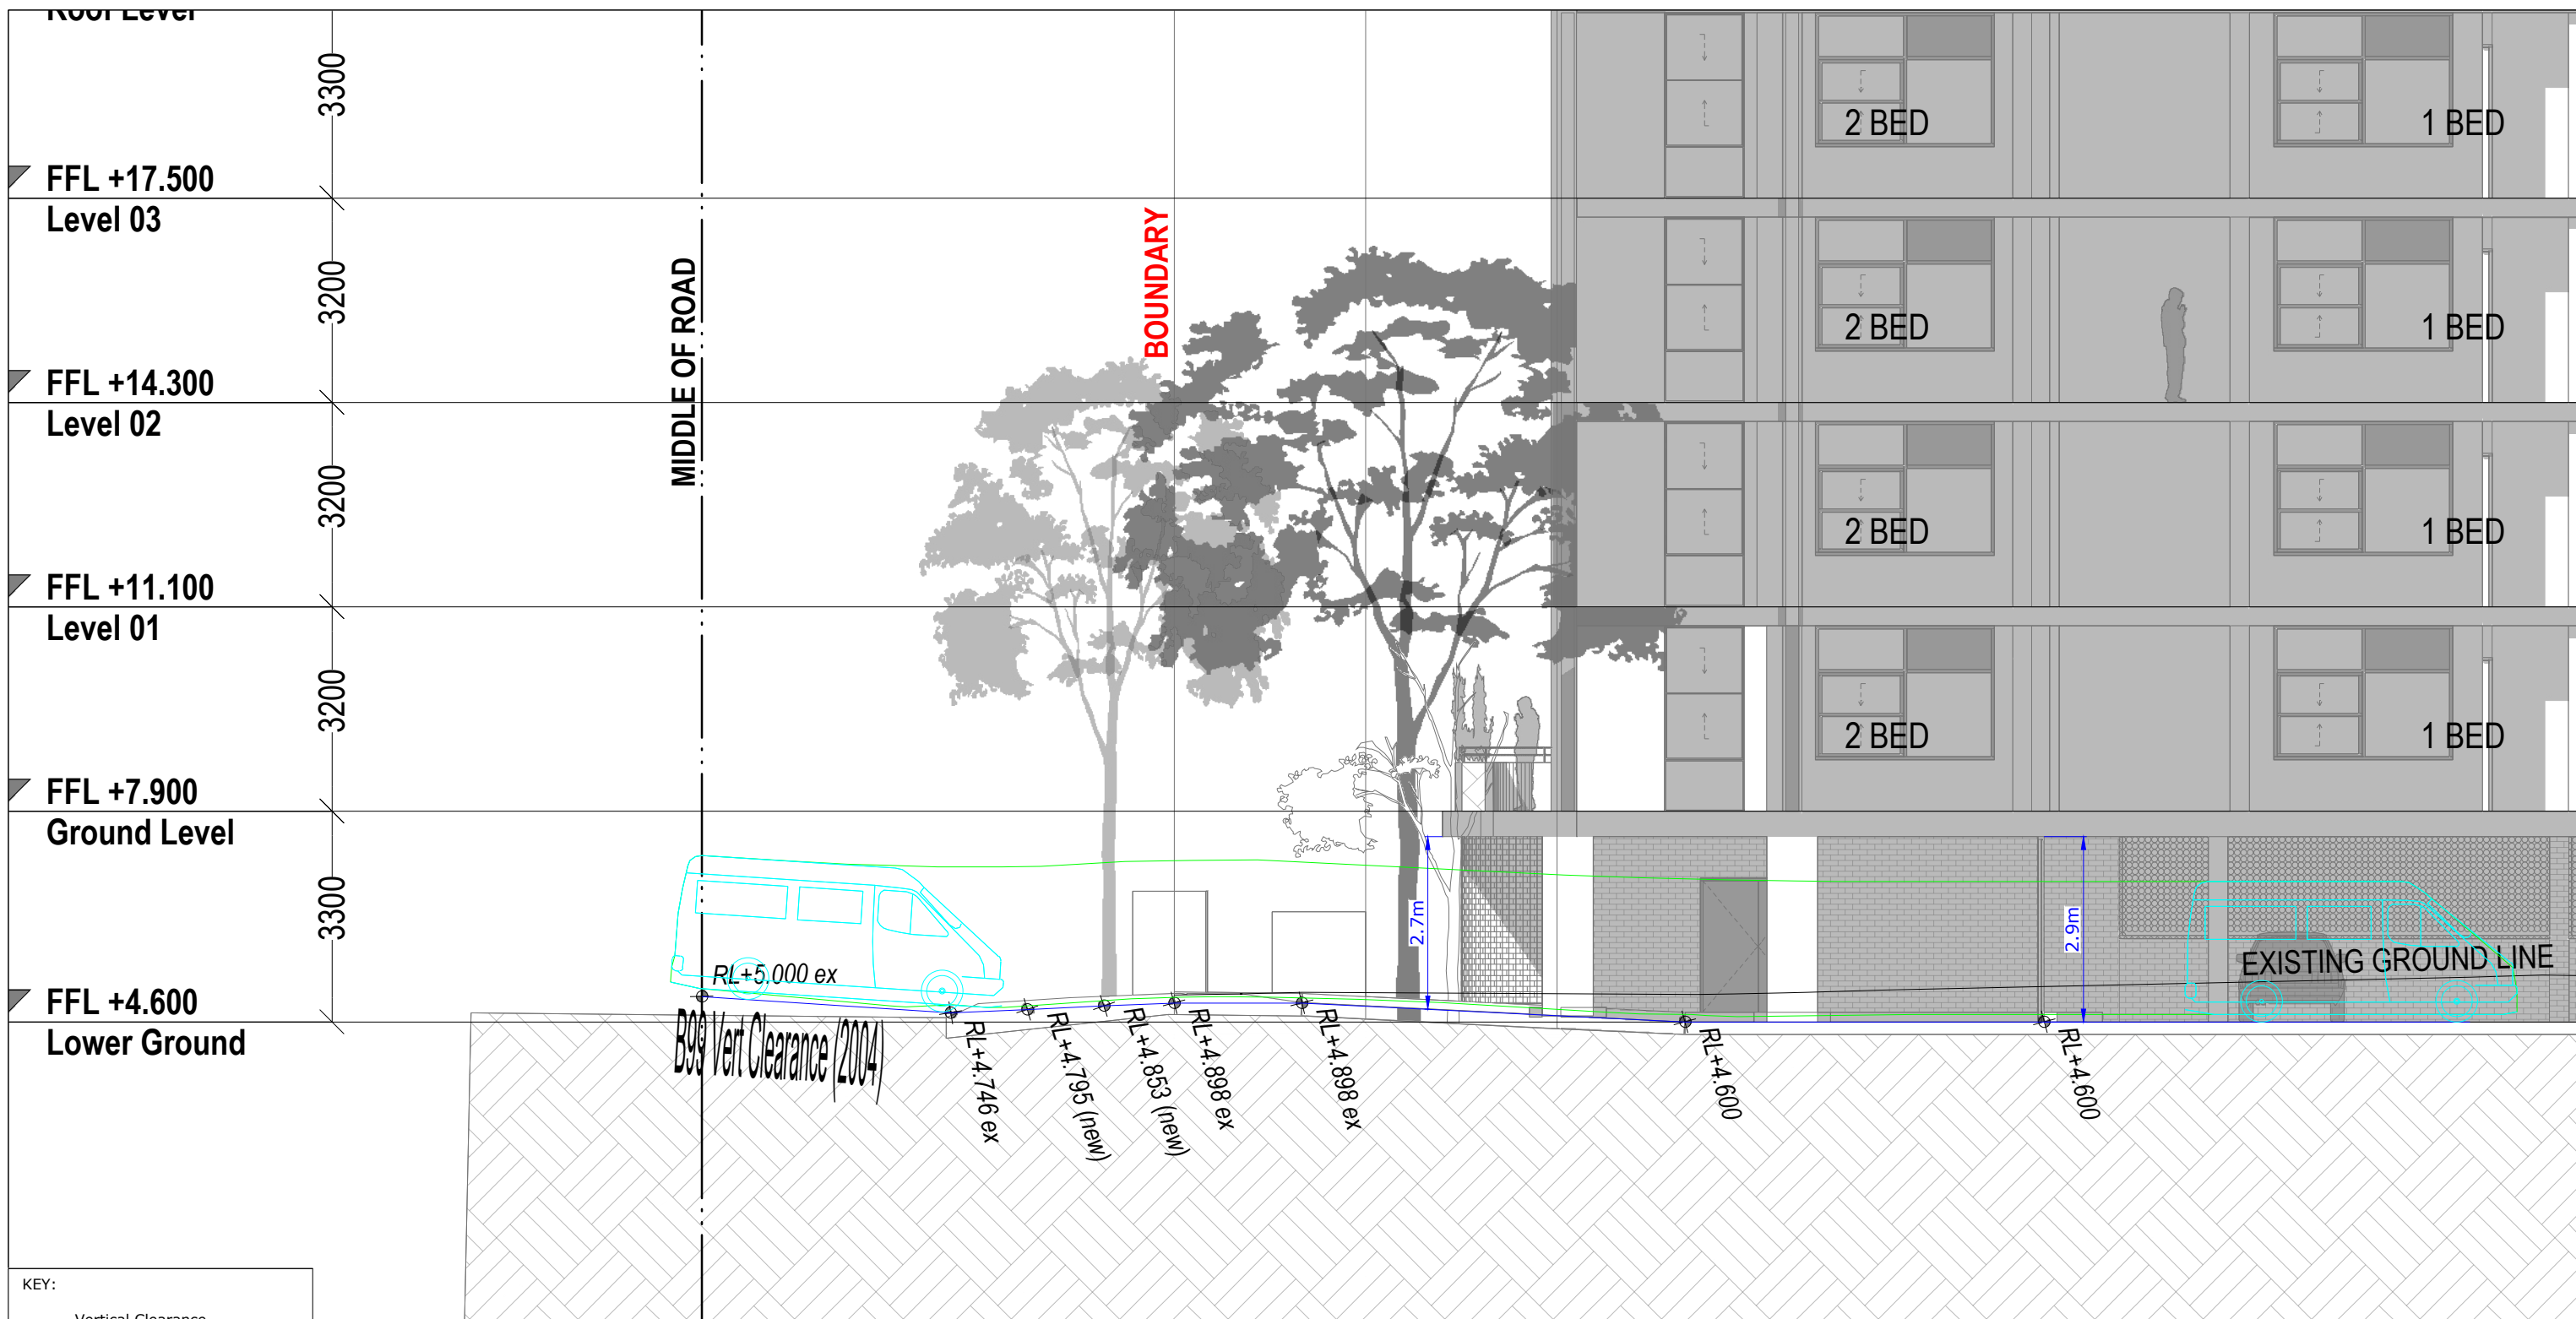 Roof Level
3300
FFL +17.500
Level 03
3200
FFL +14.300
Level 02
3200
FFL +11.100
Level 01
3200
FFL +7.900
Ground Level
3300
FFL +4.600
Lower Ground
MIDDLE OF ROAD
BOUNDARY
2 BED
1 BED
2 BED
1 BED
2 BED
1 BED
2 BED
1 BED
2.7m
2.9m
EXISTING GROUND LINE
RL+5.000 ex
B99 Vert Clearance (2004)
RL+4.746 ex
RL+4.795 (new)
RL+4.853 (new)
RL+4.898 ex
RL+4.898 ex
RL+4.600
RL+4.600
KEY:
Vertical Clearance